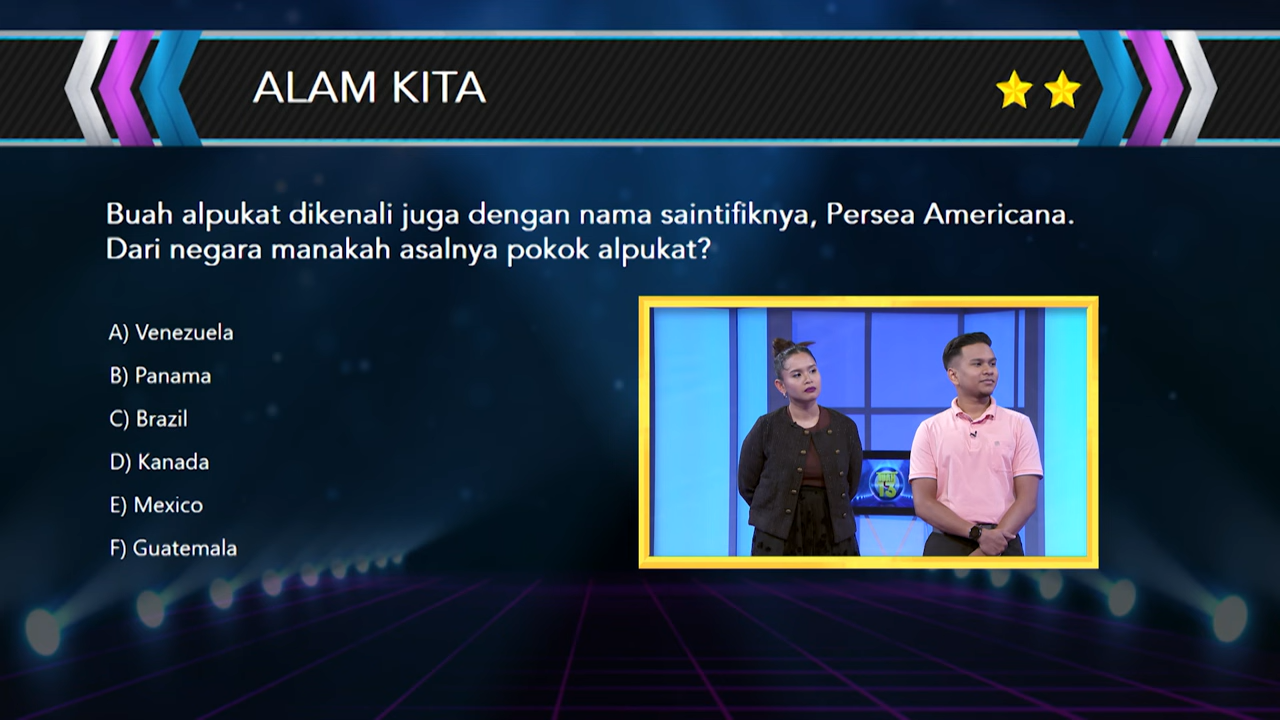 ALAM KITA
Buah alpukat dikenali juga dengan nama saintifiknya, Persea Americana.
Dari negara manakah asalnya pokok alpukat?
A) Venezuela
B) Panama
C) Brazil
D) Kanada
E) Mexico
F) Guatemala
13